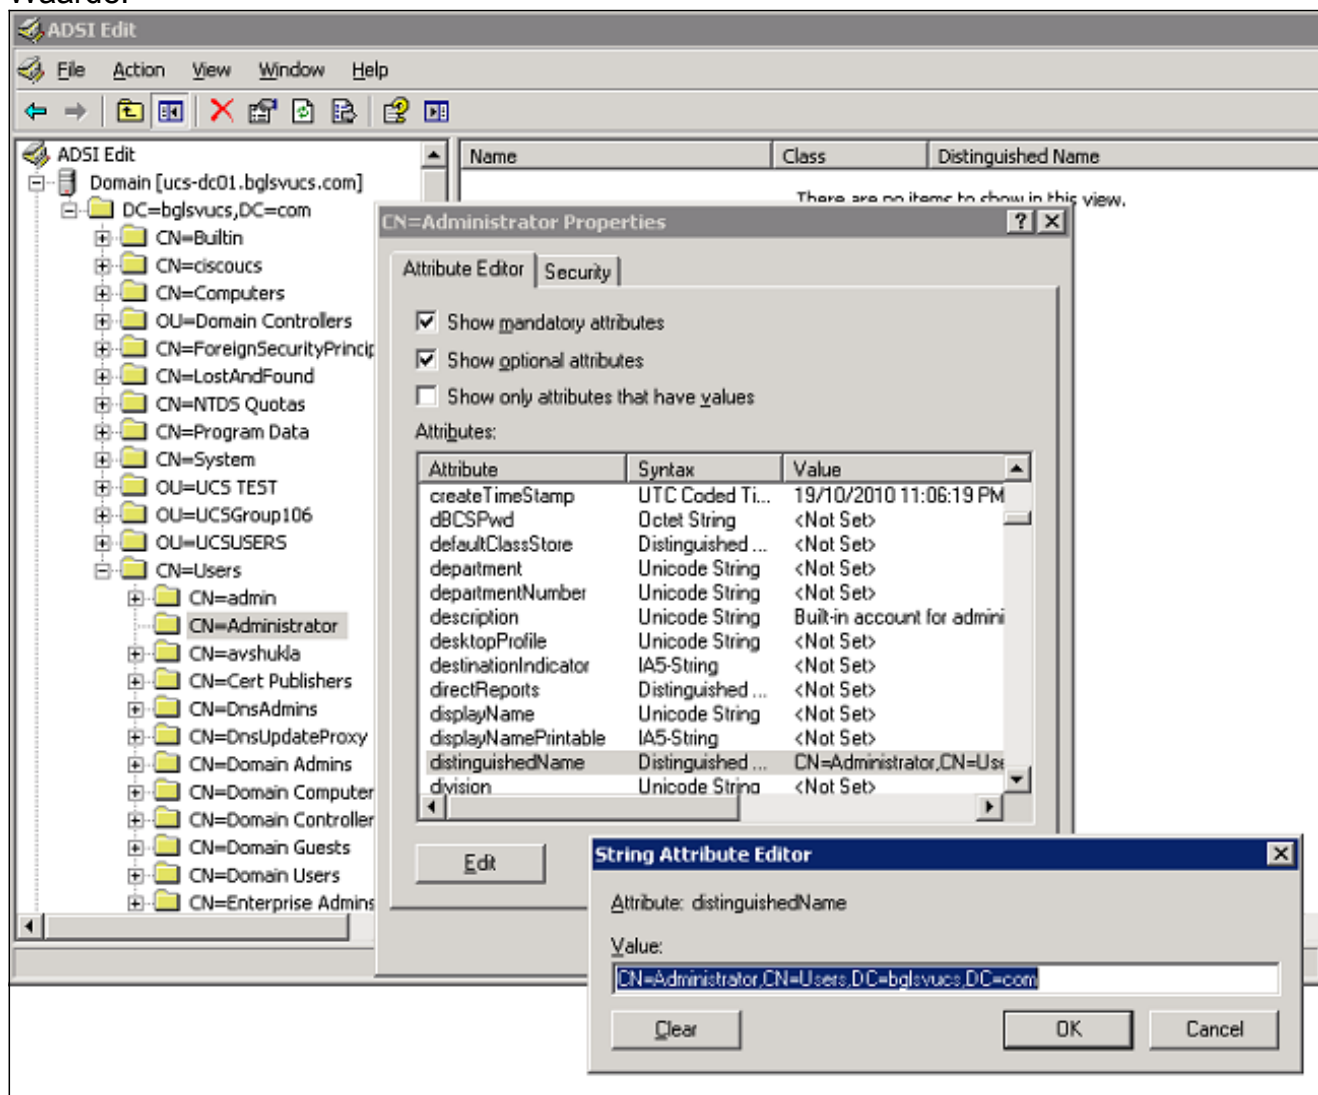 ADSI Edit
File Action View Window Help
ADSI Edit
Domain [ucs-dc01.bglsvucs.com]
DC=bglsvucs,DC=com
CN=Builtin
CN=ciscoucs
CN=Computers
OU=Domain Controllers
CN=ForeignSecurityPrincip
CN=LostAndFound
CN=NTDS Quotas
CN=Program Data
CN=System
OU=UCS TEST
OU=UCSGroup106
OU=UCSUSERS
CN=Users
CN=admin
CN=Administrator
CN=avshukla
CN=Cert Publishers
CN=DnsAdmins
CN=DnsUpdateProxy
CN=Domain Admins
CN=Domain Computer
CN=Domain Controller
CN=Domain Guests
CN=Domain Users
CN=Enterprise Admins
Name Class Distinguished Name
There are no items to show in this view.
CN=Administrator Properties
Attribute Editor Security
Show mandatory attributes
Show optional attributes
Show only attributes that have values
Attributes:
Attribute Syntax Value
createTimeStamp UTC Coded Ti... 19/10/2010 11:06:19 PM
dBCSPwd Octet String <Not Set>
defaultClassStore Distinguished ... <Not Set>
department Unicode String <Not Set>
departmentNumber Unicode String <Not Set>
description Unicode String Built-in account for admini
desktopProfile Unicode String <Not Set>
destinationIndicator IA5-String <Not Set>
directReports Distinguished ... <Not Set>
displayName Unicode String <Not Set>
displayNamePrintable IA5-String <Not Set>
distinguishedName Distinguished ... CN=Administrator,CN=Use
division Unicode String <Not Set>
Edit
String Attribute Editor
Attribute: distinguishedName
Value:
CN=Administrator,CN=Users,DC=bglsvucs,DC=com
Clear OK Cancel